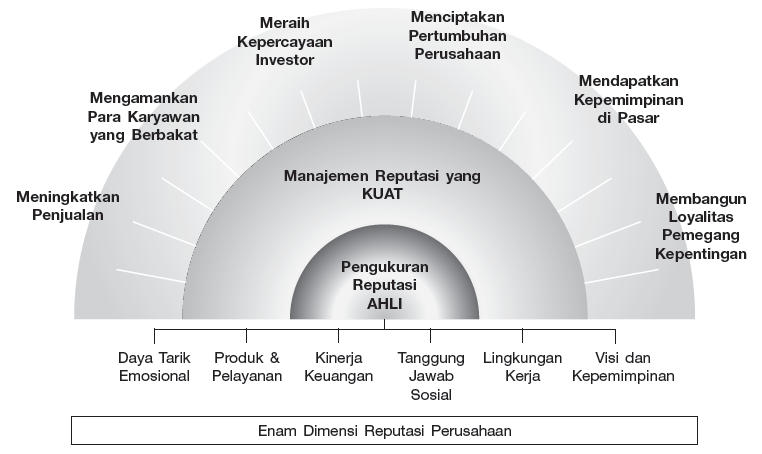 Meraih
Kepercayaan
Investor
Menciptakan
Pertumbuhan
Perusahaan
Mengamankan
Para Karyawan
yang Berbakat
Mendapatkan
Kepemimpinan
di Pasar
Meningkatkan
Penjualan
Membangun
Loyalitas
Pemegang
Kepentingan
Manajemen Reputasi yang
KUAT
Pengukuran
Reputasi
AHLI
Daya Tarik
Emosional
Produk &
Pelayanan
Kinerja
Keuangan
Tanggung
Jawab
Sosial
Lingkungan
Kerja
Visi dan
Kepemimpinan
Enam Dimensi Reputasi Perusahaan